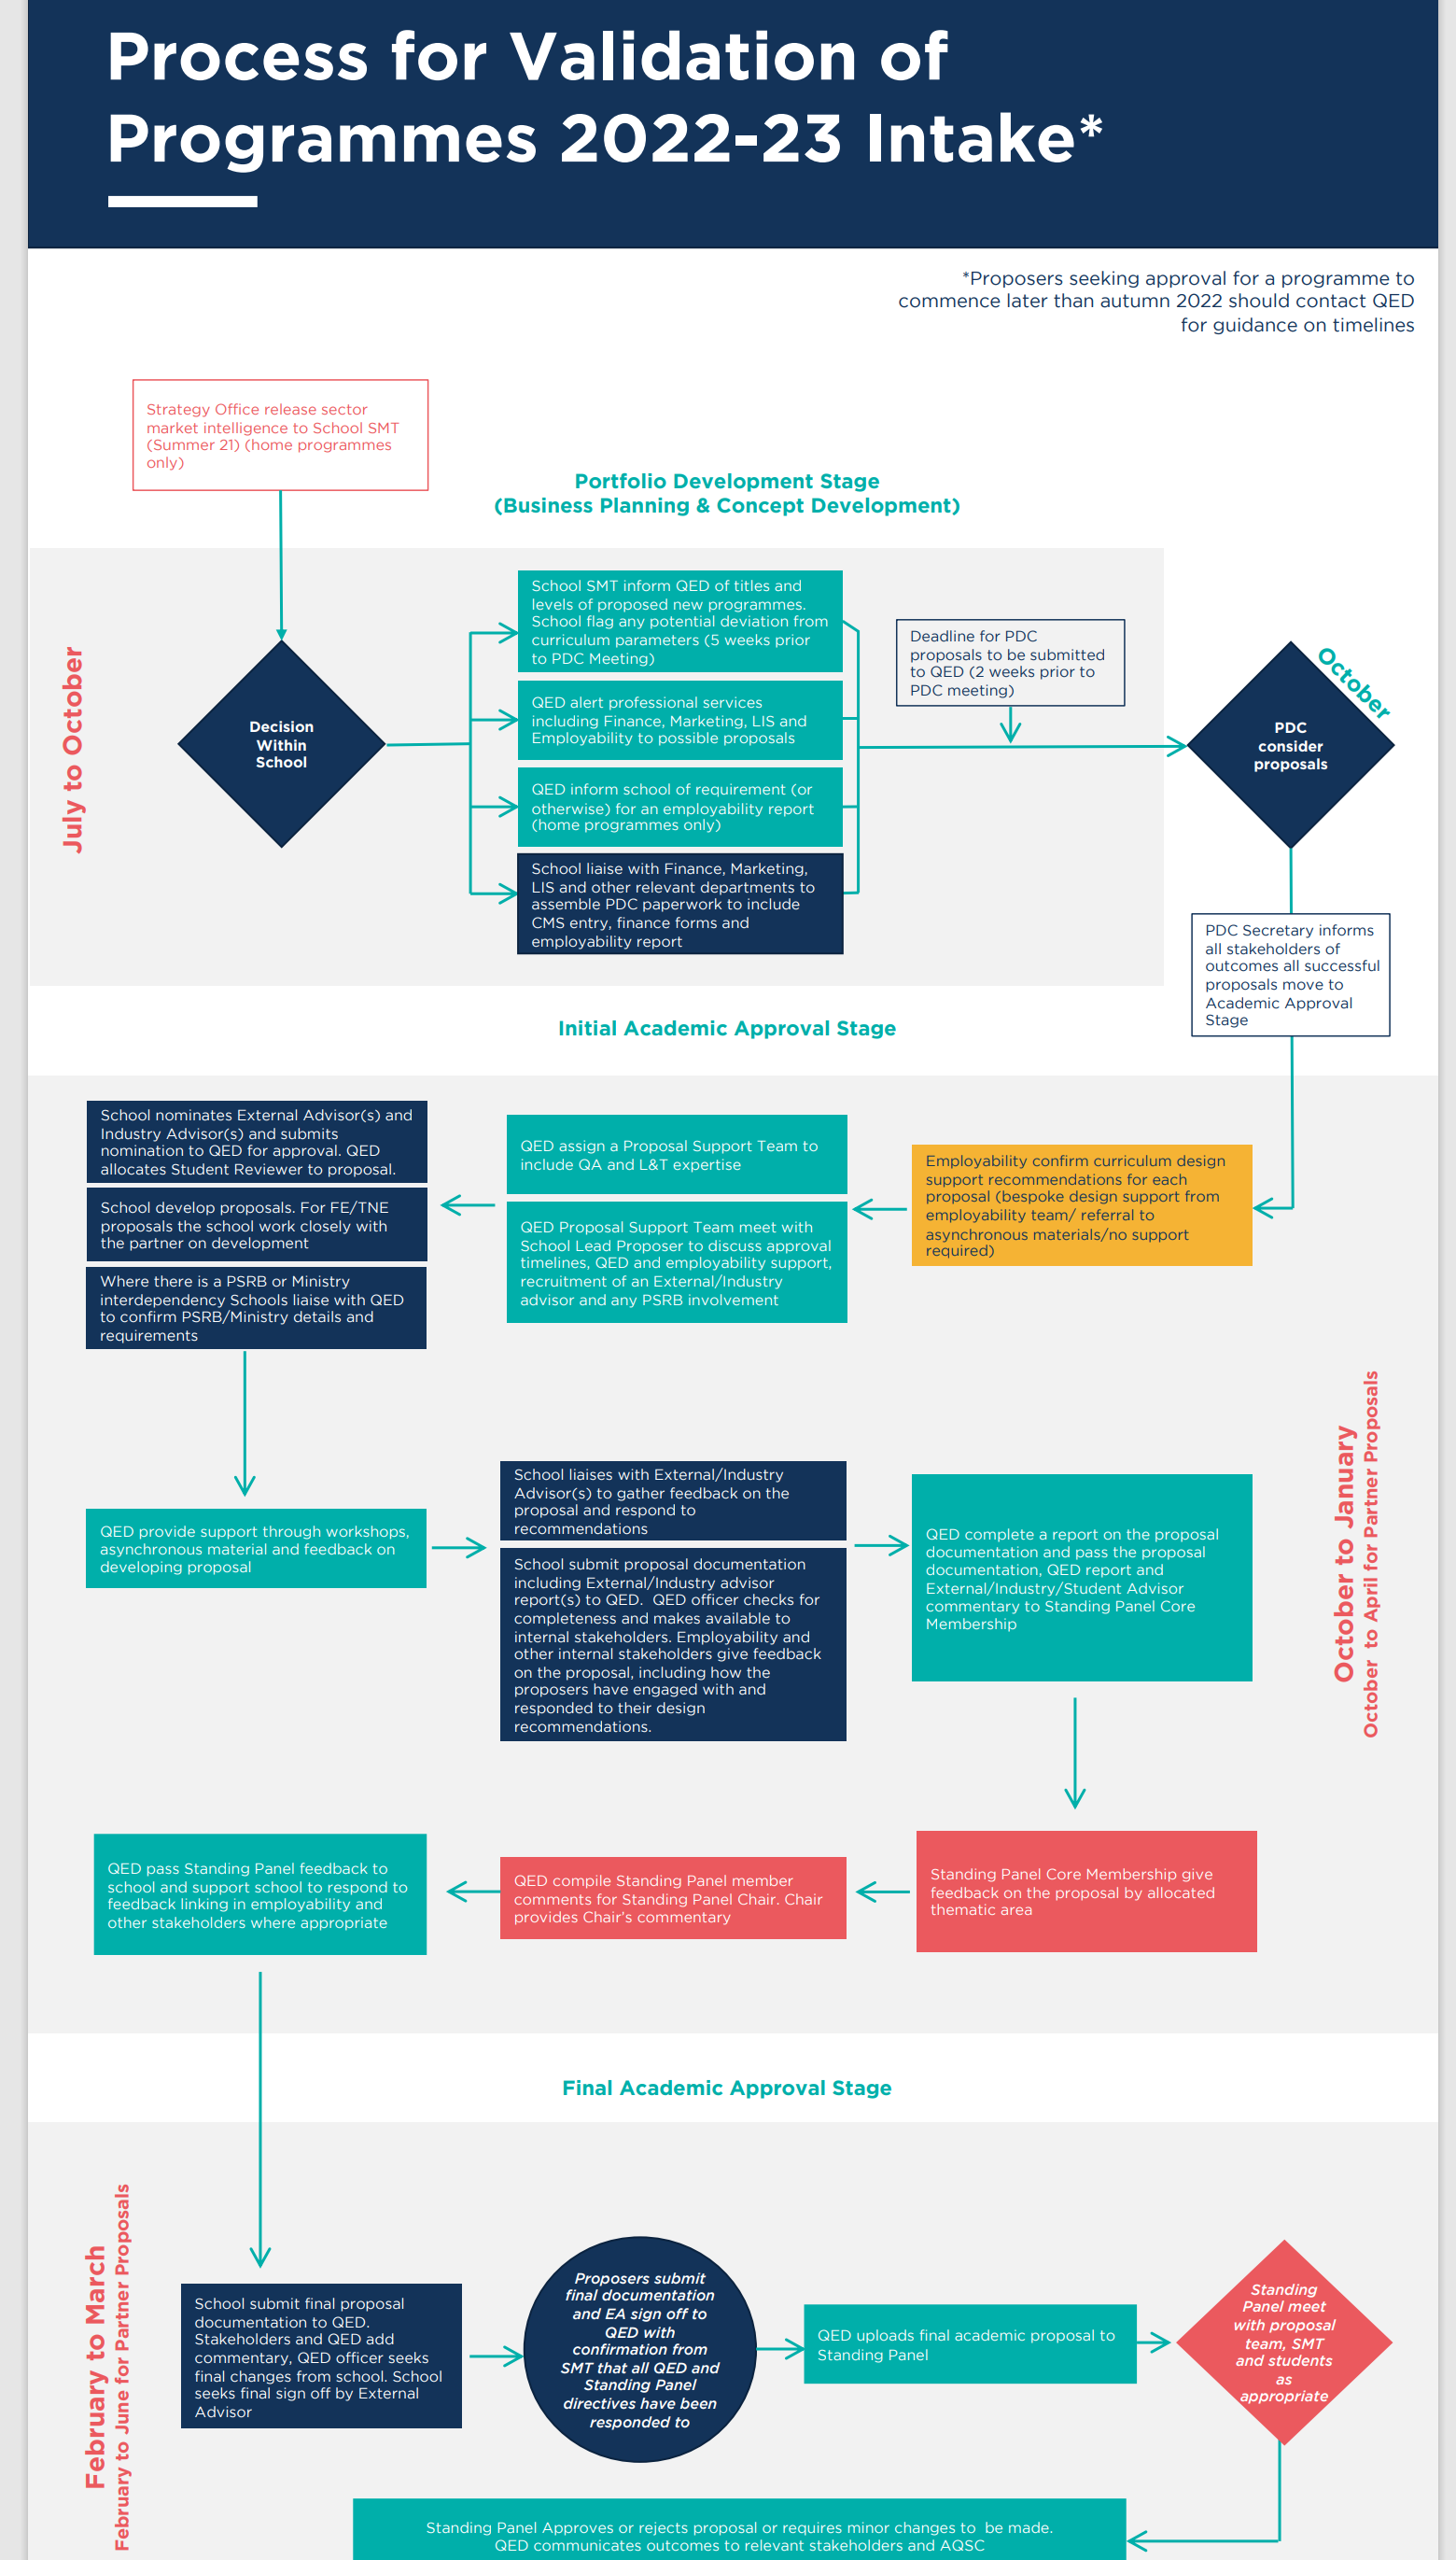 Process for Validation of
Programmes 2022-23 Intake*
*Proposers seeking approval for a programme to
commence later than autumn 2022 should contact QED
for guidance on timelines
Strategy Office release sector
market intelligence to School SMT
(Summer 21) (home programmes
only)
Portfolio Development Stage
(Business Planning & Concept Development)
July to October
Decision
Within
School
School SMT inform QED of titles and
levels of proposed new programmes.
School flag any potential deviation from
curriculum parameters (5 weeks prior
to PDC Meeting)
QED alert professional services
including Finance, Marketing, LIS and
Employability to possible proposals
QED inform school of requirement (or
otherwise) for an employability report
(home programmes only)
School liaise with Finance, Marketing,
LIS and other relevant departments to
assemble PDC paperwork to include
CMS entry, finance forms and
employability report
Deadline for PDC
proposals to be submitted
to QED (2 weeks prior to
PDC meeting)
October
PDC
consider
proposals
PDC Secretary informs
all stakeholders of
outcomes all successful
proposals move to
Academic Approval
Stage
Initial Academic Approval Stage
School nominates External Advisor(s) and
Industry Advisor(s) and submits
nomination to QED for approval. QED
allocates Student Reviewer to proposal.
School develop proposals. For FE/TNE
proposals the school work closely with
the partner on development
Where there is a PSRB or Ministry
interdependency Schools liaise with QED
to confirm PSRB/Ministry details and
requirements
QED assign a Proposal Support Team to
include QA and L&T expertise
QED Proposal Support Team meet with
School Lead Proposer to discuss approval
timelines, QED and employability support,
recruitment of an External/Industry
advisor and any PSRB involvement
Employability confirm curriculum design
support recommendations for each
proposal (bespoke design support from
employability team/ referral to
asynchronous materials/no support
required)
October to January
October to April for Partner Proposals
QED provide support through workshops,
asynchronous material and feedback on
developing proposal
School liaises with External/Industry
Advisor(s) to gather feedback on the
proposal and respond to
recommendations
School submit proposal documentation
including External/Industry advisor
report(s) to QED. QED officer checks for
completeness and makes available to
internal stakeholders. Employability and
other internal stakeholders give feedback
on the proposal, including how the
proposers have engaged with and
responded to their design
recommendations.
QED complete a report on the proposal
documentation and pass the proposal
documentation, QED report and
External/Industry/Student Advisor
commentary to Standing Panel Core
Membership
QED pass Standing Panel feedback to
school and support school to respond to
feedback linking in employability and
other stakeholders where appropriate
QED compile Standing Panel member
comments for Standing Panel Chair. Chair
provides Chair's commentary
Standing Panel Core Membership give
feedback on the proposal by allocated
thematic area
Final Academic Approval Stage
February to March
February to June for Partner Proposals
School submit final proposal
documentation to QED.
Stakeholders and QED add
commentary, QED officer seeks
final changes from school. School
seeks final sign off by External
Advisor
Proposers submit
final documentation
and EA sign off to
QED with
confirmation from
SMT that all QED and
Standing Panel
directives have been
responded to
QED uploads final academic proposal to
Standing Panel
Standing
Panel meet
with proposal
team, SMT
and students
as
appropriate
Standing Panel Approves or rejects proposal or requires minor changes to be made.
QED communicates outcomes to relevant stakeholders and AQSC